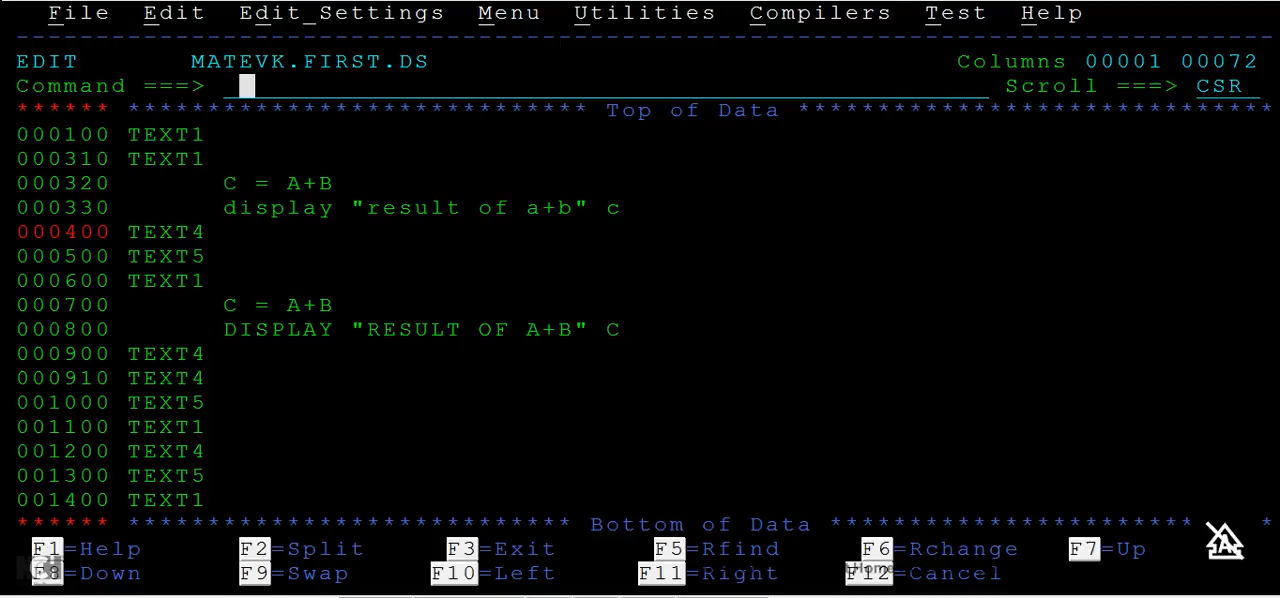 File Edit Edit_Settings Menu Utilities Compilers Test Help
EDIT MATEVK.FIRST.DS Columns 00001 00072
Command ===> Scroll ===> CSR
****** **************************** Top of Data ******************************
000100 TEXT1
000310 TEXT1
000320 C = A+B
000330 display "result of a+b" c
000400 TEXT4
000500 TEXT5
000600 TEXT1
000700 C = A+B
000800 DISPLAY "RESULT OF A+B" C
000900 TEXT4
000910 TEXT4
001000 TEXT5
001100 TEXT1
001200 TEXT4
001300 TEXT5
001400 TEXT1
****** **************************** Bottom of Data *********************** *
F1=Help F2=Split F3=Exit F5=Rfind F6=Rchange F7=Up
F8=Down F9=Swap F10=Left F11=Right F12=Cancel
Home